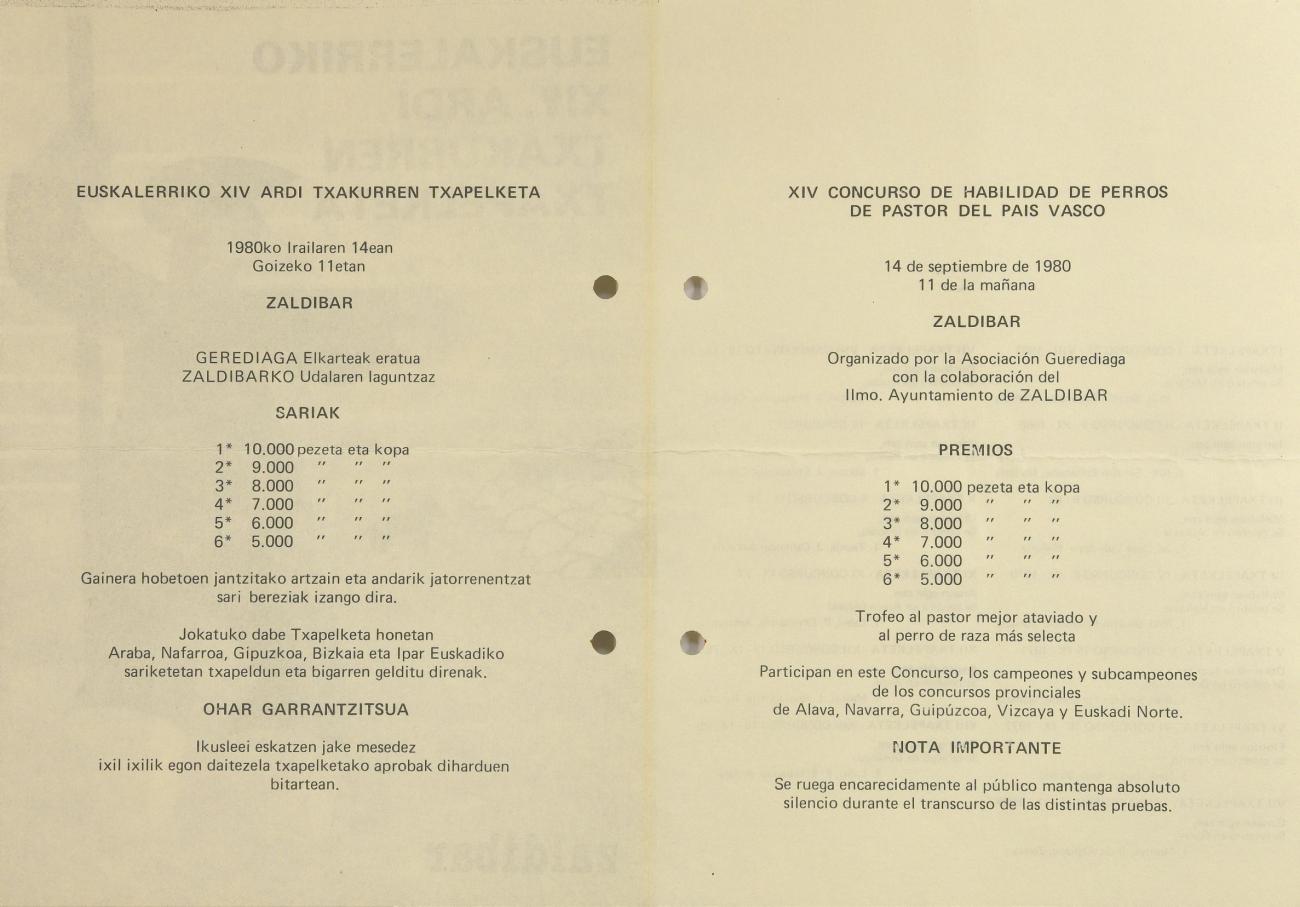 EUSKALERRIKO XIV ARDI TXAKURREN TXAPELKETA
1980ko Irailaren 14ean
Goizeko 11etan
ZALDIBAR
GEREDIAGA Elkarteak eratua
ZALDIBARKO Udalaren laguntzaz
SARIAK
1* 10.000 pezeta eta kopa
2* 9.000 " " "
3* 8.000 " " "
4* 7.000 " " "
5* 6.000 " " "
6* 5.000 " " "
Gainera hobetoen jantzitako artzain eta andarik jatorrenentzat
sari bereziak izango dira.
Jokatuko dabe Txapelketa honetan
Araba, Nafarroa, Gipuzkoa, Bizkaia eta Ipar Euskadiko
sariketetan txapeldun eta bigarren gelditu direnak.
OHAR GARRANTZITSUA
Ikusleei eskatzen jake mesedez
ixil ixilik egon daitezela txapelketako aprobak diharduen
bitartean.
XIV CONCURSO DE HABILIDAD DE PERROS
DE PASTOR DEL PAIS VASCO
14 de septiembre de 1980
11 de la mañana
ZALDIBAR
Organizado por la Asociación Guerediaga
con la colaboración del
Ilmo. Ayuntamiento de ZALDIBAR
PREMIOS
1* 10.000 pezeta eta kopa
2* 9.000 " " "
3* 8.000 " " "
4* 7.000 " " "
5* 6.000 " " "
6* 5.000 " " "
Trofeo al pastor mejor ataviado y
al perro de raza más selecta
Participan en este Concurso, los campeones y subcampeones
de los concursos provinciales
de Alava, Navarra, Guipúzcoa, Vizcaya y Euskadi Norte.
NOTA IMPORTANTE
Se ruega encarecidamente al público mantenga absoluto
silencio durante el transcurso de las distintas pruebas.